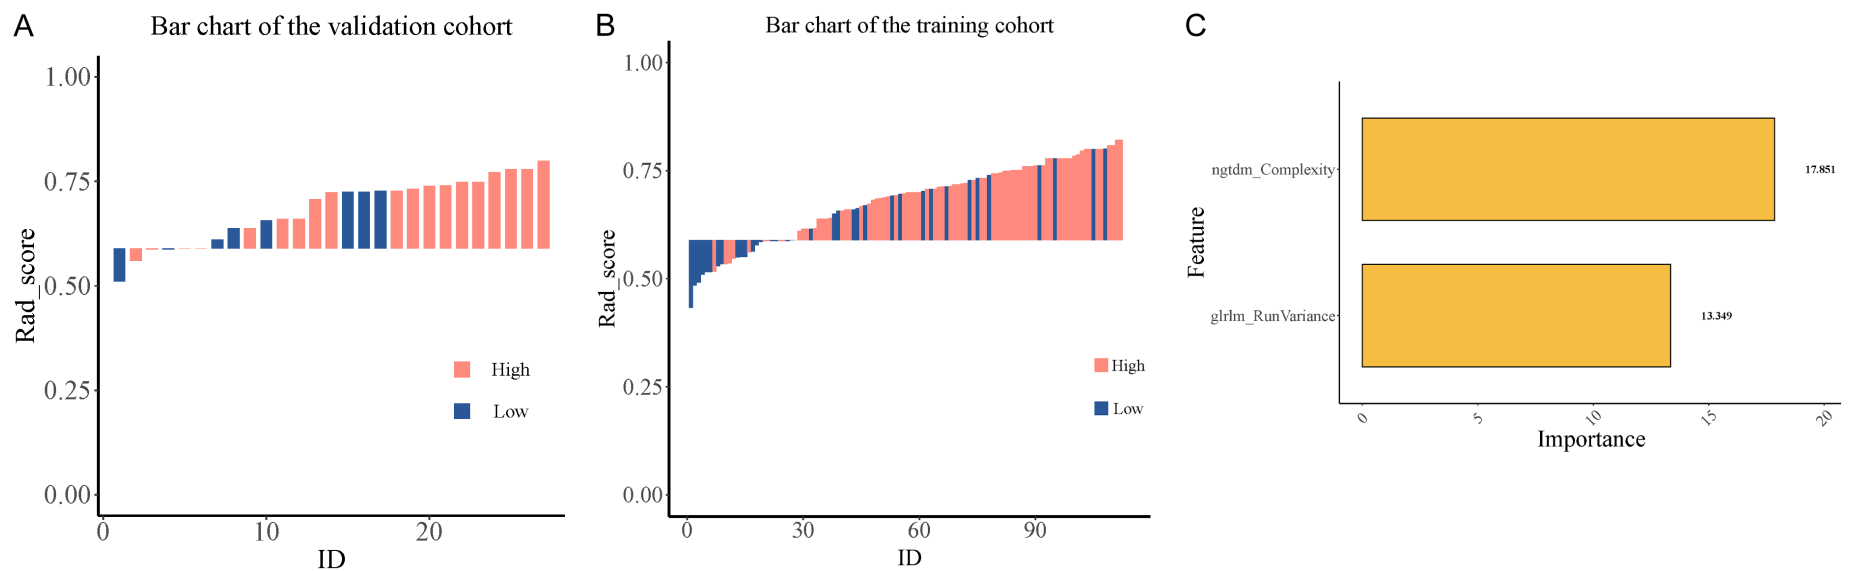 A
Bar chart of the validation cohort
1.00
0.75
0.50
0.25
0.00
Rad_score
High
Low
0
10
20
ID
B
Bar chart of the training cohort
1.00
0.75
0.50
0.25
0.00
Rad_score
High
Low
0
30
60
90
ID
C
Feature
ngtdm_Complexity
17.851
glrlm_RunVariance
13.349
0
5
10
15
20
Importance